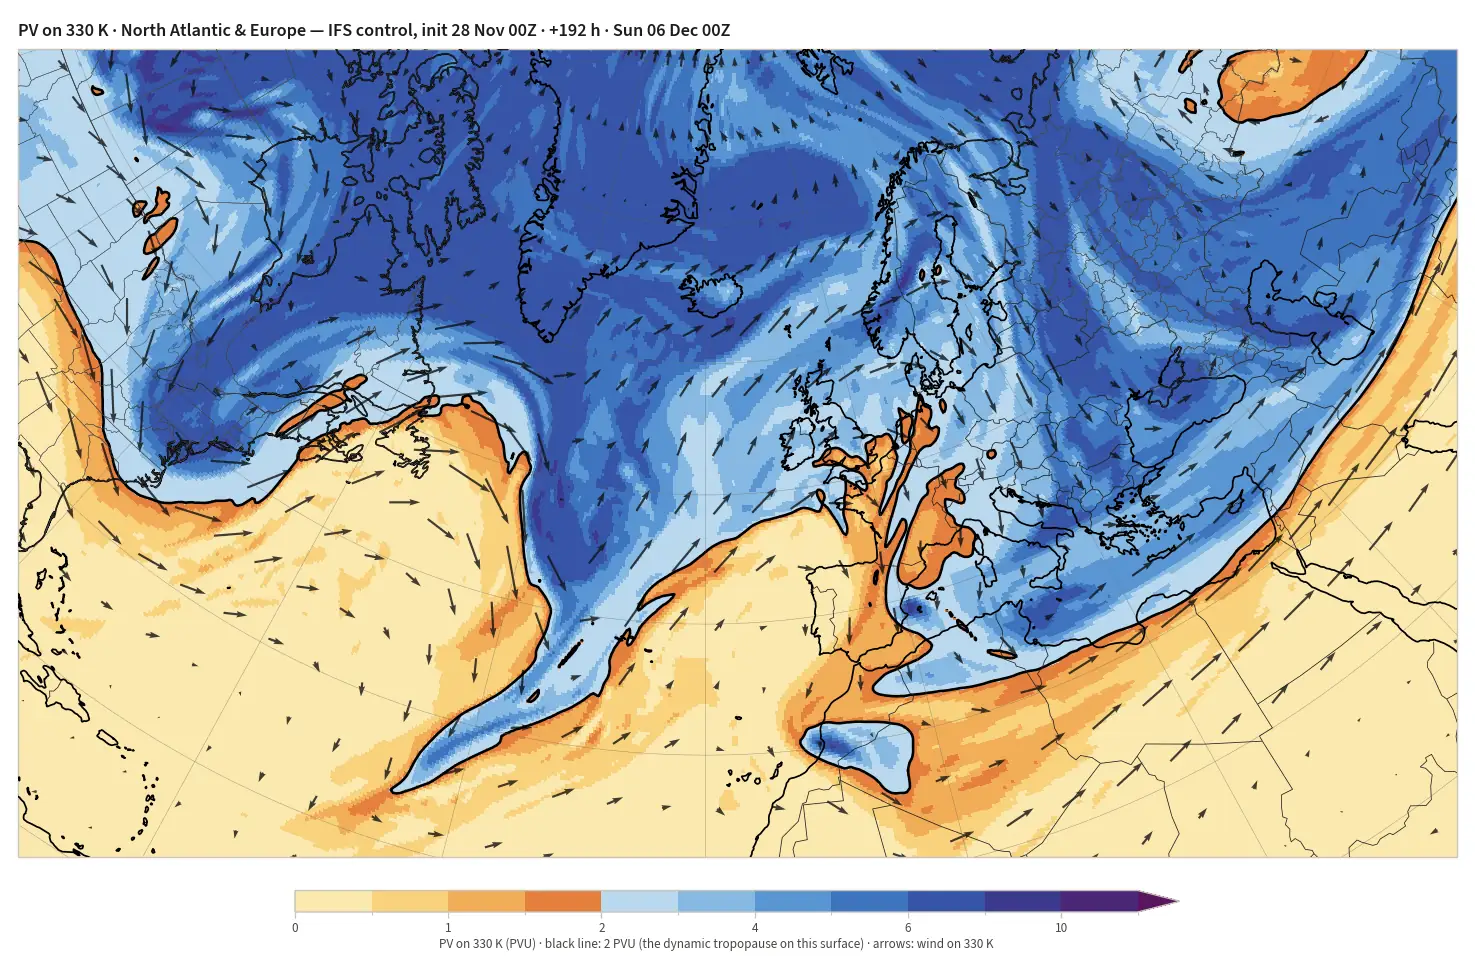 PV on 330 K · North Atlantic & Europe — IFS control, init 28 Nov 00Z · +192 h · Sun 06 Dec 00Z
0 1 2 4 6 10
PV on 330 K (PVU) · black line: 2 PVU (the dynamic tropopause on this surface) · arrows: wind on 330 K